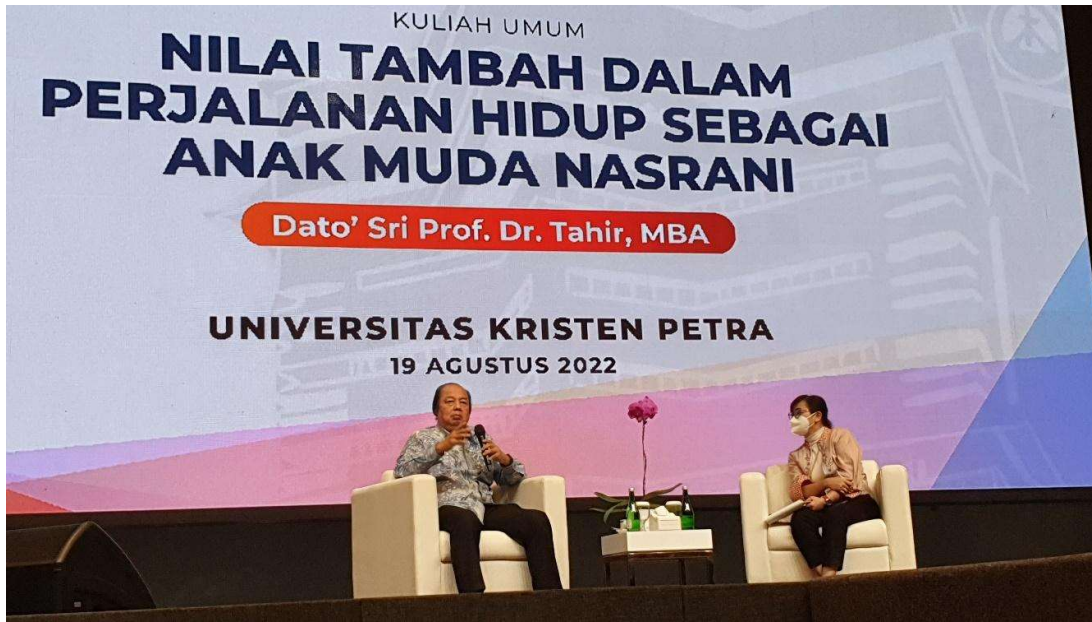 KULIAH UMUM
NILAI TAMBAH DALAM
PERJALANAN HIDUP SEBAGAI
ANAK MUDA NASRANI
Dato' Sri Prof. Dr. Tahir, MBA
UNIVERSITAS KRISTEN PETRA
19 AGUSTUS 2022